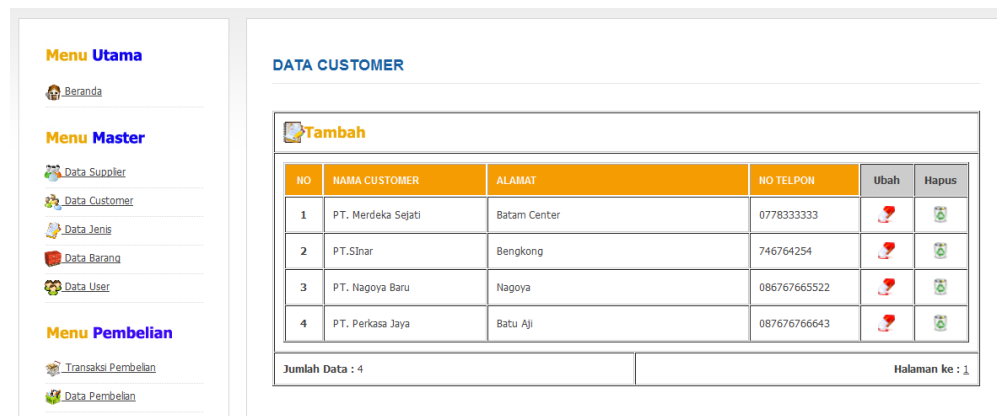 Menu Utama
Beranda
Menu Master
Data Supplier
Data Customer
Data Jenis
Data Barang
Data User
Menu Pembelian
Transaksi Pembelian
Data Pembelian
DATA CUSTOMER
Tambah
NO NAMA CUSTOMER ALAMAT NO TELPON Ubah Hapus
1 PT. Merdeka Sejati Batam Center 0778333333
2 PT.SInar Bengkong 746764254
3 PT. Nagoya Baru Nagoya 086767665522
4 PT. Perkasa Jaya Batu Aji 087676766643
Jumlah Data : 4 Halaman ke : 1